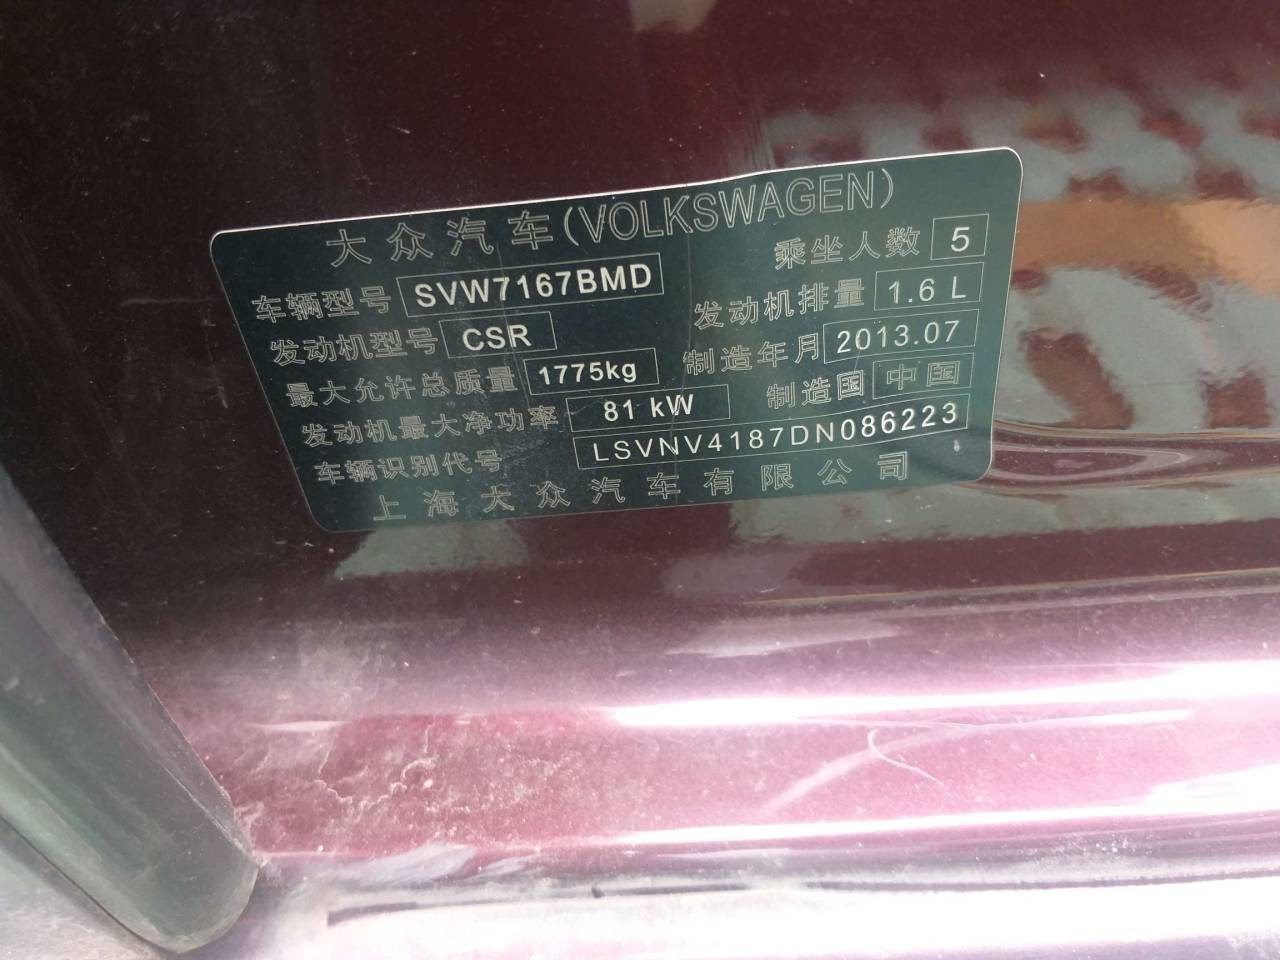 大众汽车(VOLKSWAGEN)
乘坐人数 5
车辆型号 SVW7167BMD 发动机排量 1.6 L
发动机型号 CSR 制造年月 2013.07
最大允许总质量 1775kg 制造国 中国
发动机最大净功率 81 kW
车辆识别代号 LSVNV4187DN086223
上海大众汽车有限公司